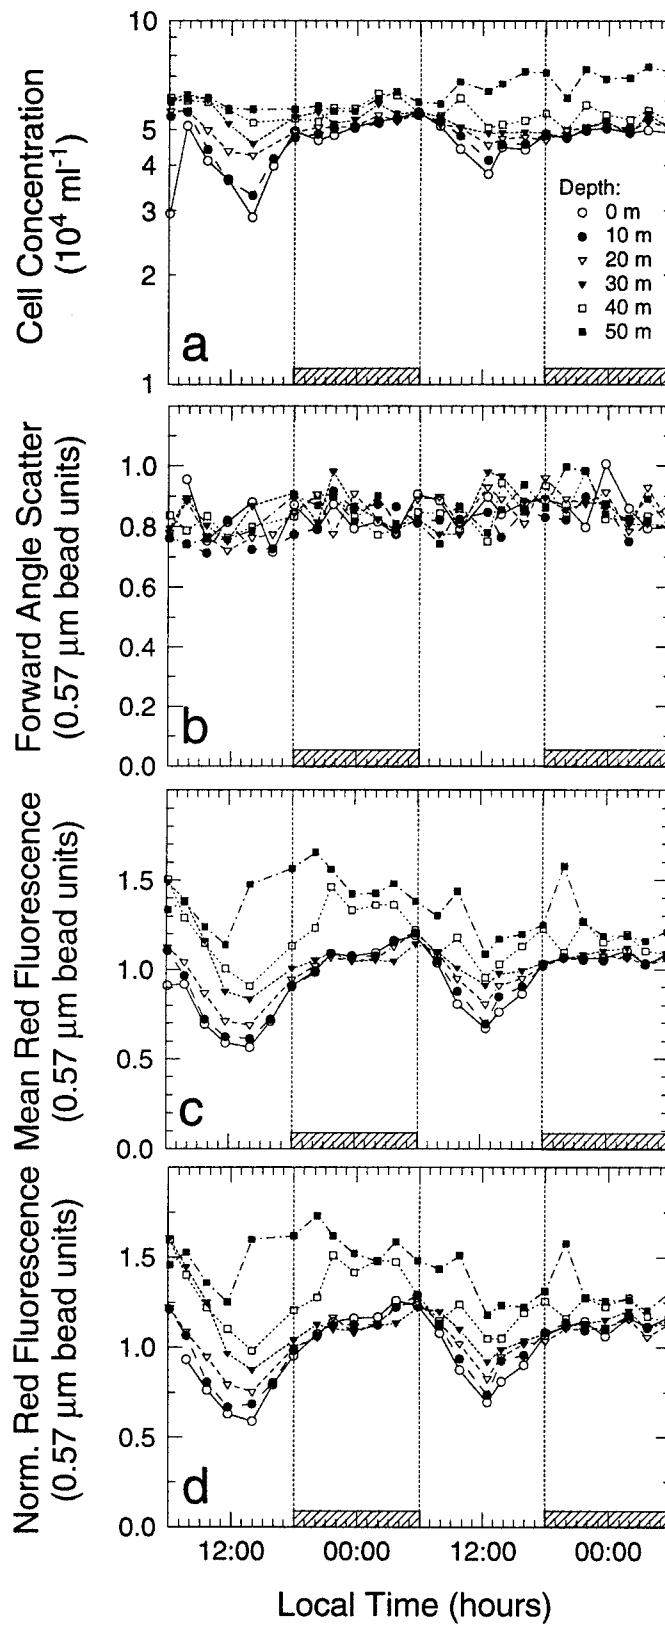 Cell Concentration
(10⁴ ml⁻¹)
10
5
4
3
2
1
Depth:
0 m
10 m
20 m
30 m
40 m
50 m
a
Forward Angle Scatter
(0.57 μm bead units)
1.0
0.8
0.6
0.4
0.2
0.0
b
Mean Red Fluorescence
(0.57 μm bead units)
1.5
1.0
0.5
0.0
c
Norm. Red Fluorescence
(0.57 μm bead units)
1.5
1.0
0.5
0.0
d
12:00 00:00 12:00 00:00
Local Time (hours)